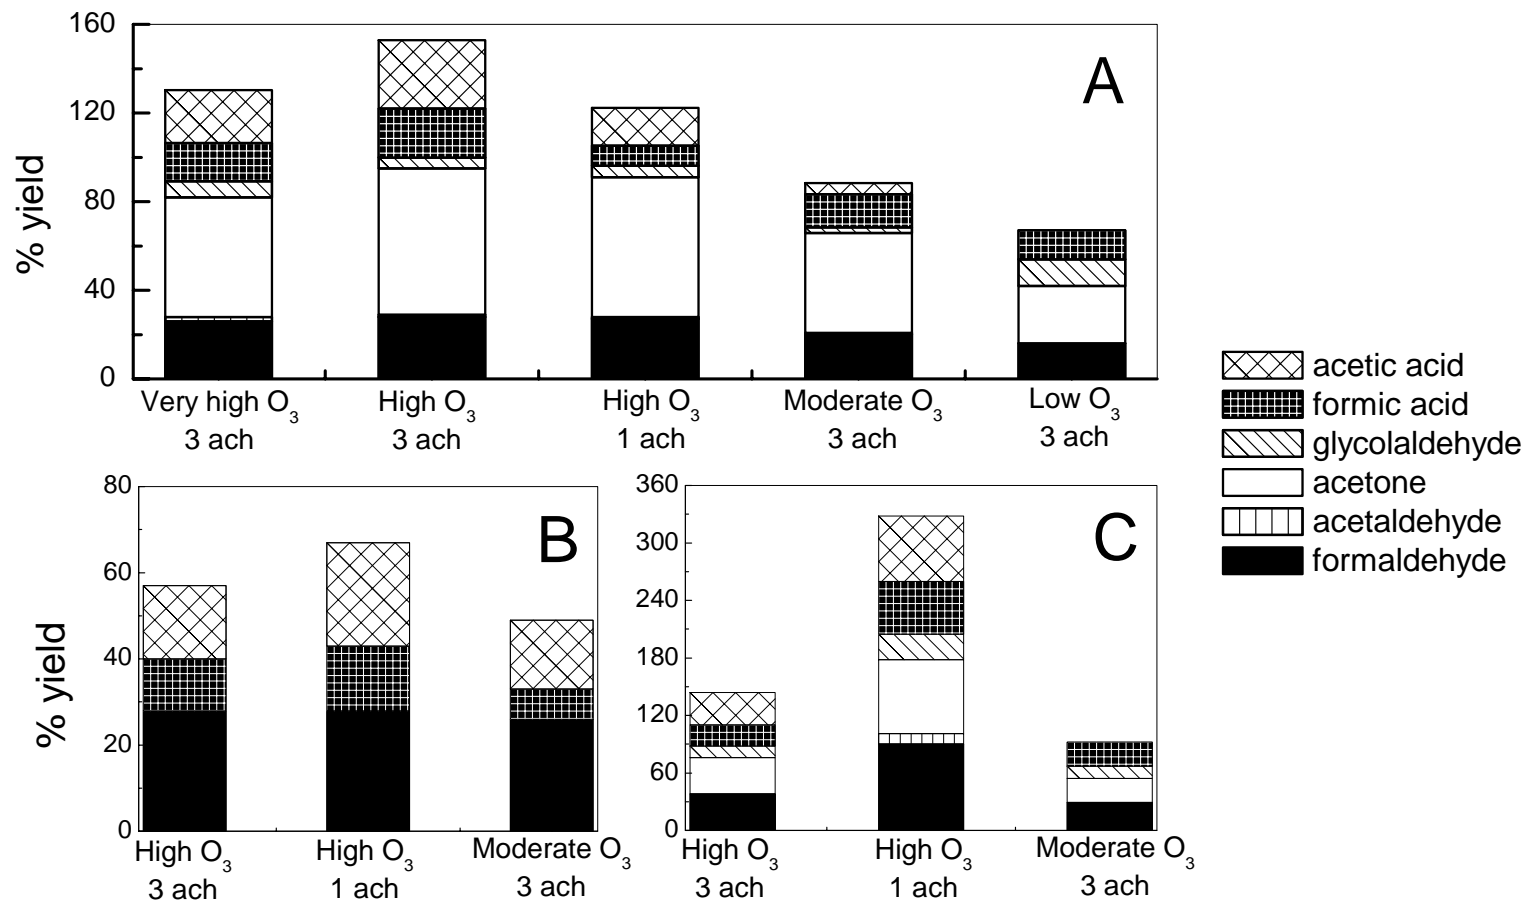 160
120
80
40
0
% yield
A
Very high O3
3 ach
High O3
3 ach
High O3
1 ach
Moderate O3
3 ach
Low O3
3 ach
acetic acid
formic acid
glycolaldehyde
acetone
acetaldehyde
formaldehyde
80
60
40
20
0
% yield
B
High O3
3 ach
High O3
1 ach
Moderate O3
3 ach
360
300
240
180
120
60
0
C
High O3
3 ach
High O3
1 ach
Moderate O3
3 ach